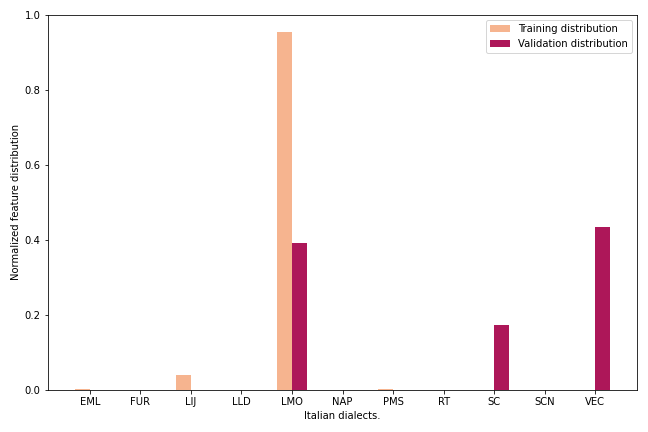 Training distribution
Validation distribution
Normalized feature distribution
1.0
0.8
0.6
0.4
0.2
0.0
EML FUR LIJ LLD LMO NAP PMS RT SC SCN VEC
Italian dialects.